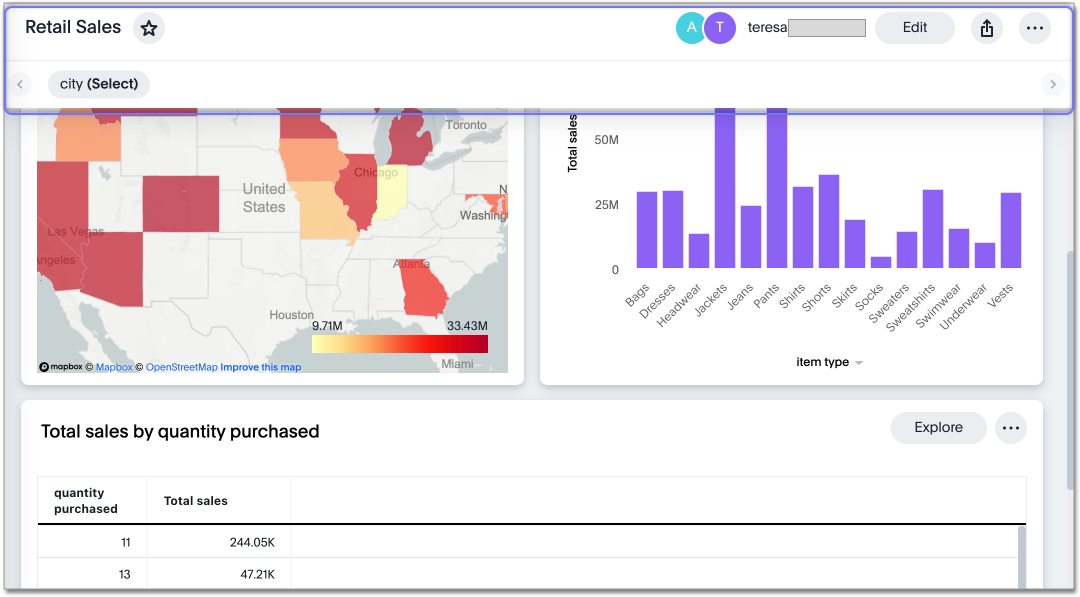 Retail Sales
A T teresa Edit
city (Select)
Toronto
Chicago
United
States
Washing
Las Vegas
Angeles
Atlanta
Houston
9.71M 33.43M
Miami
mapbox © Mapbox © OpenStreetMap Improve this map
Total sales
50M
25M
0
Bags
Dresses
Headwear
Jackets
Jeans
Pants
Shirts
Shorts
Skirts
Socks
Sweaters
Sweatshirts
Swimwear
Underwear
Vests
item type
Total sales by quantity purchased
Explore
quantity
purchased
Total sales
11 244.05K
13 47.21K